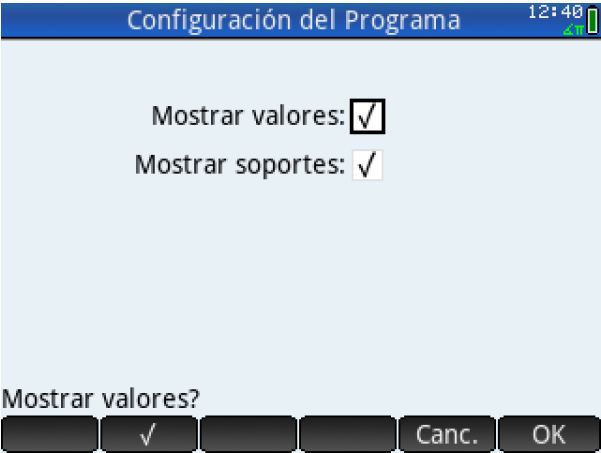 Configuración del Programa 12:40
∡π
Mostrar valores: √
Mostrar soportes: √
Mostrar valores?
√ Canc. OK